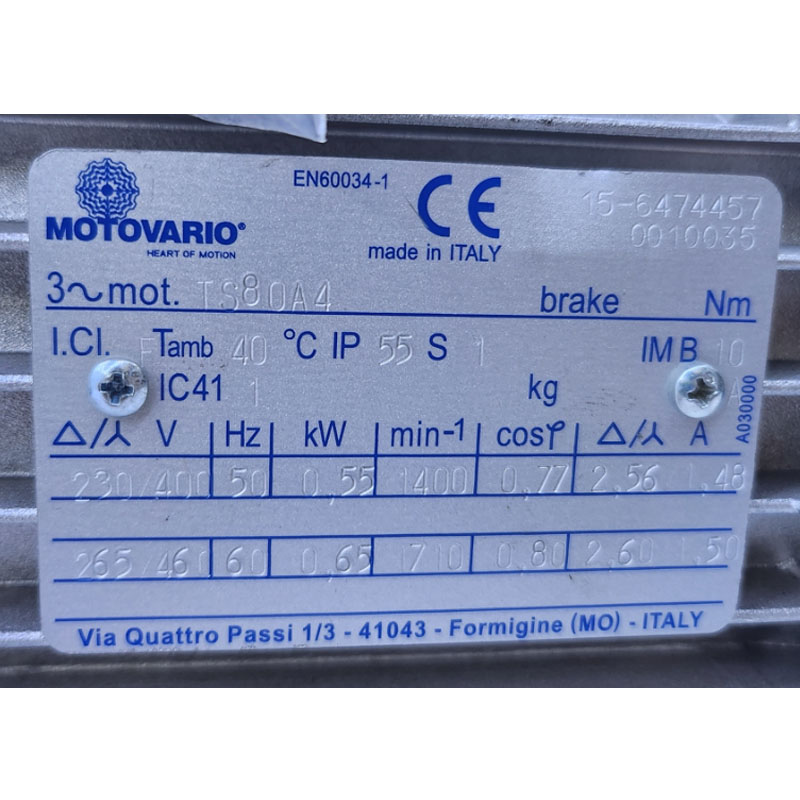 EN60034-1
CE
15-6474457
MOTOVARIO®
HEART OF MOTION
made in ITALY
0010035
3~mot. TS80A4 brake Nm
I.Cl. F Tamb 40 °C IP 55 S 1 IM B 10
IC41 1 kg A
A030000
△/⅄ V Hz kW min-1 cosφ △/⅄ A
230/400 50 0,55 1400 0,77 2,56 1,48
265/460 60 0,65 1710 0,80 2,60 1,50
Via Quattro Passi 1/3 - 41043 - Formigine (MO) - ITALY